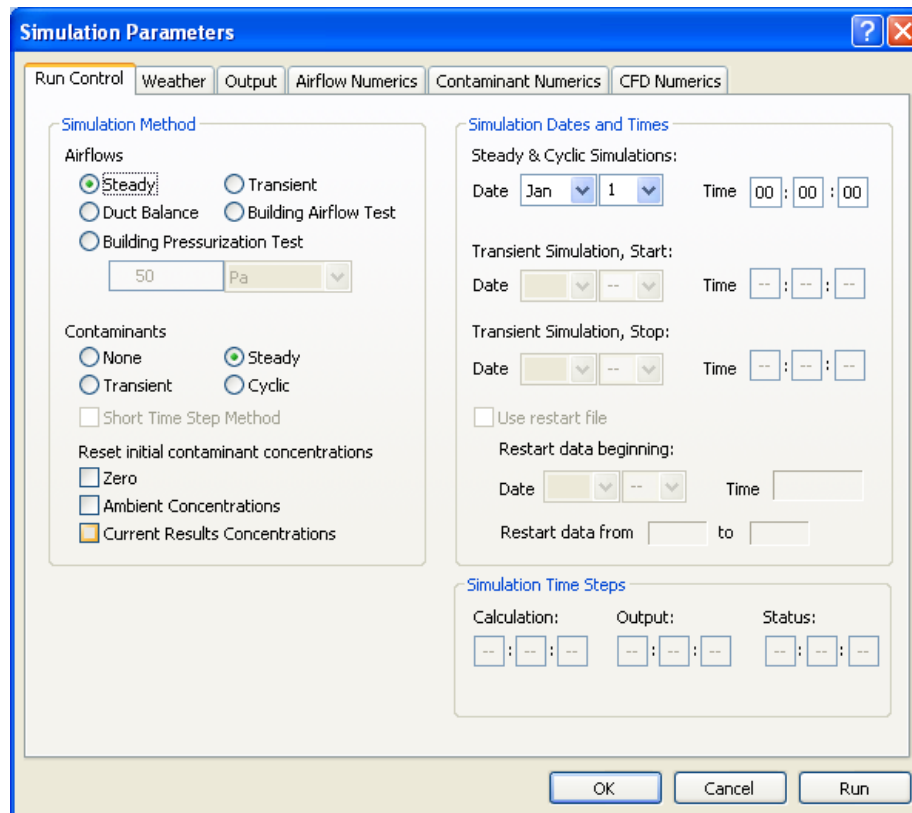 Simulation Parameters
Run Control Weather Output Airflow Numerics Contaminant Numerics CFD Numerics
Simulation Method
Airflows
Steady Transient
Duct Balance Building Airflow Test
Building Pressurization Test
50 Pa
Contaminants
None Steady
Transient Cyclic
Short Time Step Method
Reset initial contaminant concentrations
Zero
Ambient Concentrations
Current Results Concentrations
Simulation Dates and Times
Steady & Cyclic Simulations:
Date Jan 1 Time 00 : 00 : 00
Transient Simulation, Start:
Date -- Time -- : -- : --
Transient Simulation, Stop:
Date -- Time -- : -- : --
Use restart file
Restart data beginning:
Date -- Time
Restart data from to
Simulation Time Steps
Calculation: Output: Status:
-- : -- : -- -- : -- : -- -- : -- : --
OK Cancel Run